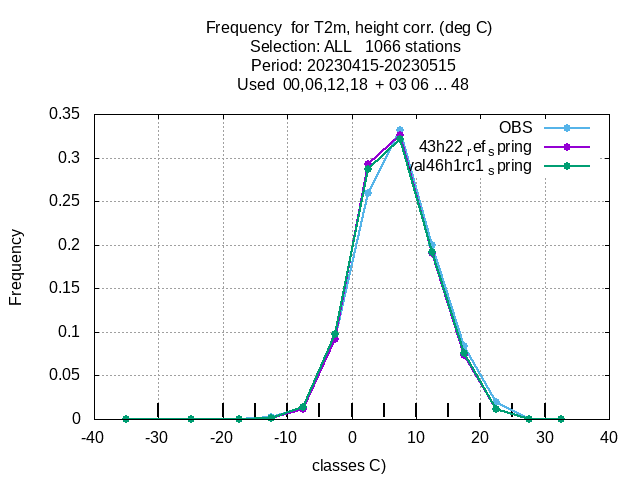 Frequency  for T2m, height corr. (deg C)
Selection: ALL   1066 stations
Period: 20230415-20230515
Used  00,06,12,18  + 03 06 ... 48
0.35
0.3
0.25
0.2
0.15
0.1
0.05
0
Frequency
OBS
43h22 ref spring
val46h1rc1 spring
-40 -30 -20 -10 0 10 20 30 40
classes C)